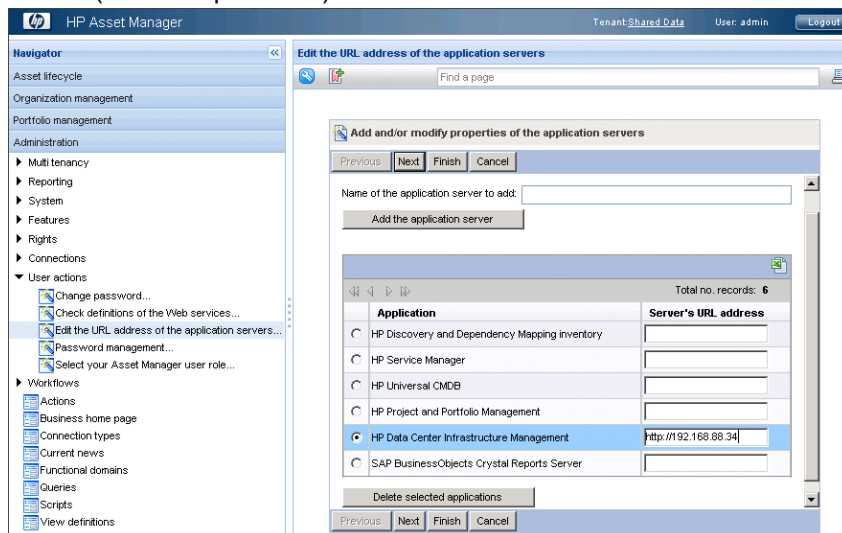 HP Asset Manager
Tenant:Shared Data User: admin Logout
Navigator
Asset lifecycle
Organization management
Portfolio management
Administration
Multi tenancy
Reporting
System
Features
Rights
Connections
User actions
Change password...
Check definitions of the Web services...
Edit the URL address of the application servers...
Password management...
Select your Asset Manager user role...
Workflows
Actions
Business home page
Connection types
Current news
Functional domains
Queries
Scripts
View definitions
Edit the URL address of the application servers
Find a page
Add and/or modify properties of the application servers
Previous Next Finish Cancel
Name of the application server to add:
Add the application server
Total no. records: 6
Application Server's URL address
HP Discovery and Dependency Mapping inventory
HP Service Manager
HP Universal CMDB
HP Project and Portfolio Management
HP Data Center Infrastructure Management http://192.168.88.34
SAP BusinessObjects Crystal Reports Server
Delete selected applications
Previous Next Finish Cancel